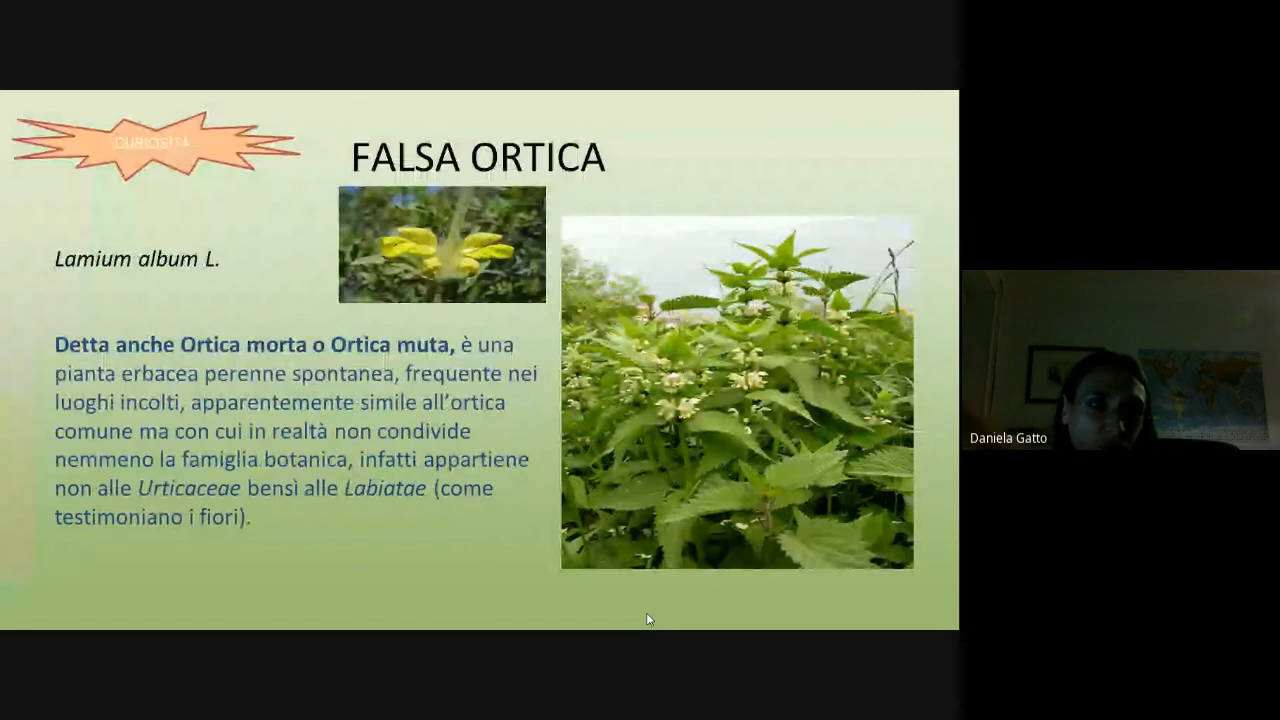 CURIOSITÀ
FALSA ORTICA
Lamium album L.
Detta anche Ortica morta o Ortica muta, è una
pianta erbacea perenne spontanea, frequente nei
luoghi incolti, apparentemente simile all’ortica
comune ma con cui in realtà non condivide
nemmeno la famiglia botanica, infatti appartiene
non alle Urticaceae bensì alle Labiatae (come
testimoniano i fiori).
Daniela Gatto